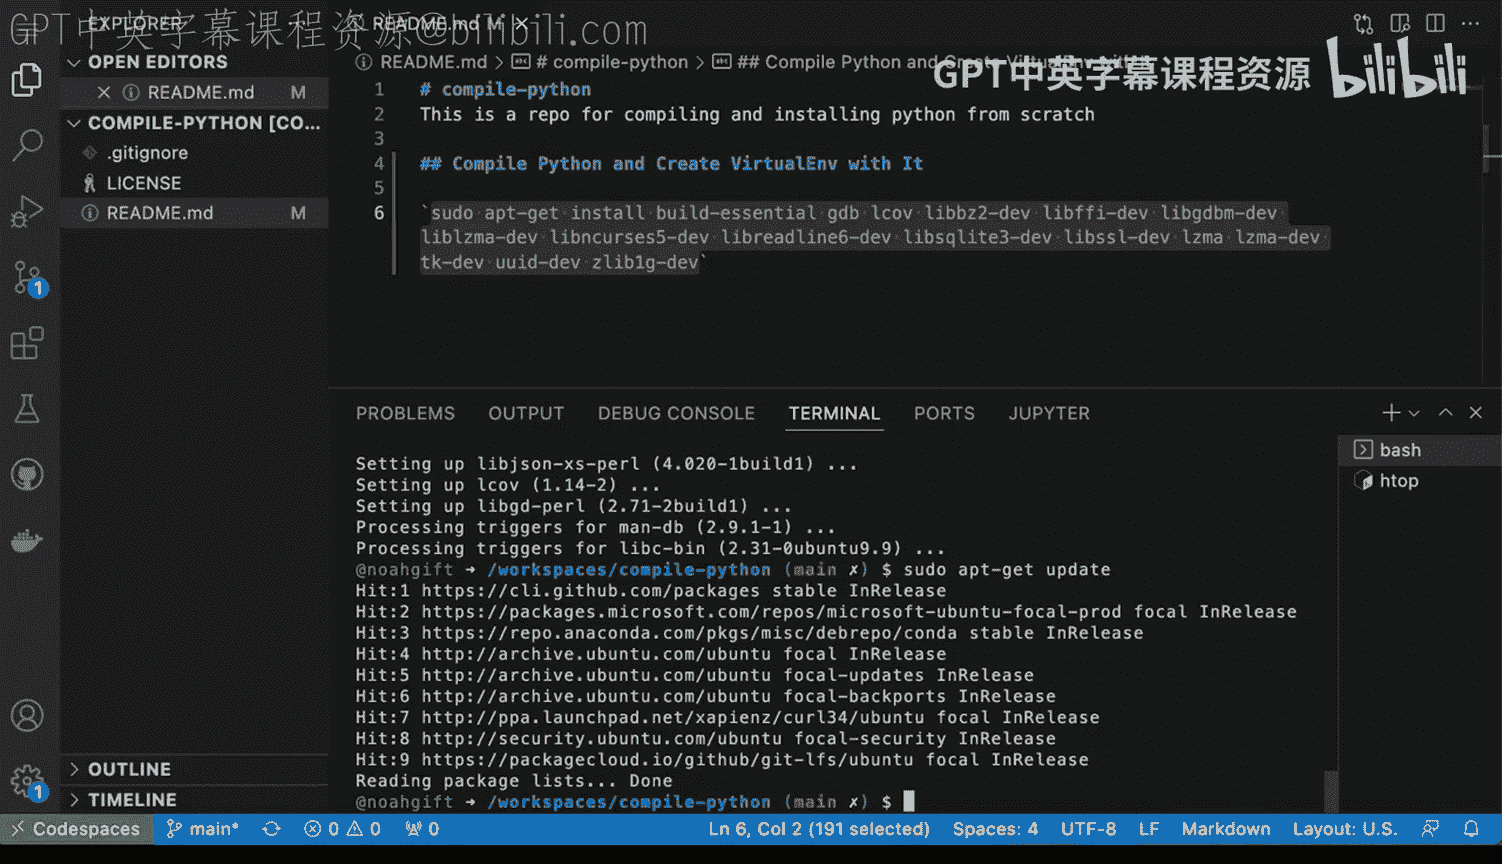 GPT中英字幕课程资源@bilibili.com
EXPLORER
README.md M
OPEN EDITORS
README.md M
COMPILE-PYTHON [CO...
.gitignore
LICENSE
README.md M
OUTLINE
TIMELINE
README.md > # compile-python > ## Compile Python and Create VirtualEnv with It
GPT中英字幕课程资源 bilibili
1 # compile-python
2 This is a repo for compiling and installing python from scratch
3
4 ## Compile Python and Create VirtualEnv with It
5
6 `sudo apt-get install build-essential gdb lcov libbz2-dev libffi-dev libgdbm-dev
liblzma-dev libncurses5-dev libreadline6-dev libsqlite3-dev libssl-dev lzma lzma-dev
tk-dev uuid-dev zlib1g-dev`
PROBLEMS OUTPUT DEBUG CONSOLE TERMINAL PORTS JUPYTER
bash
htop
Setting up libjson-xs-perl (4.020-1build1) ...
Setting up lcov (1.14-2) ...
Setting up libgd-perl (2.71-2build1) ...
Processing triggers for man-db (2.9.1-1) ...
Processing triggers for libc-bin (2.31-0ubuntu9.9) ...
@noahgift → /workspaces/compile-python (main ✗) $ sudo apt-get update
Hit:1 https://cli.github.com/packages stable InRelease
Hit:2 https://packages.microsoft.com/repos/microsoft-ubuntu-focal-prod focal InRelease
Hit:3 https://repo.anaconda.com/pkgs/misc/debrepo/conda stable InRelease
Hit:4 http://archive.ubuntu.com/ubuntu focal InRelease
Hit:5 http://archive.ubuntu.com/ubuntu focal-updates InRelease
Hit:6 http://archive.ubuntu.com/ubuntu focal-backports InRelease
Hit:7 http://ppa.launchpad.net/xapienz/curl34/ubuntu focal InRelease
Hit:8 http://security.ubuntu.com/ubuntu focal-security InRelease
Hit:9 https://packagecloud.io/github/git-lfs/ubuntu focal InRelease
Reading package lists... Done
@noahgift → /workspaces/compile-python (main ✗) $
1
1
Codespaces main* 0 0 0 Ln 6, Col 2 (191 selected) Spaces: 4 UTF-8 LF Markdown Layout: U.S.